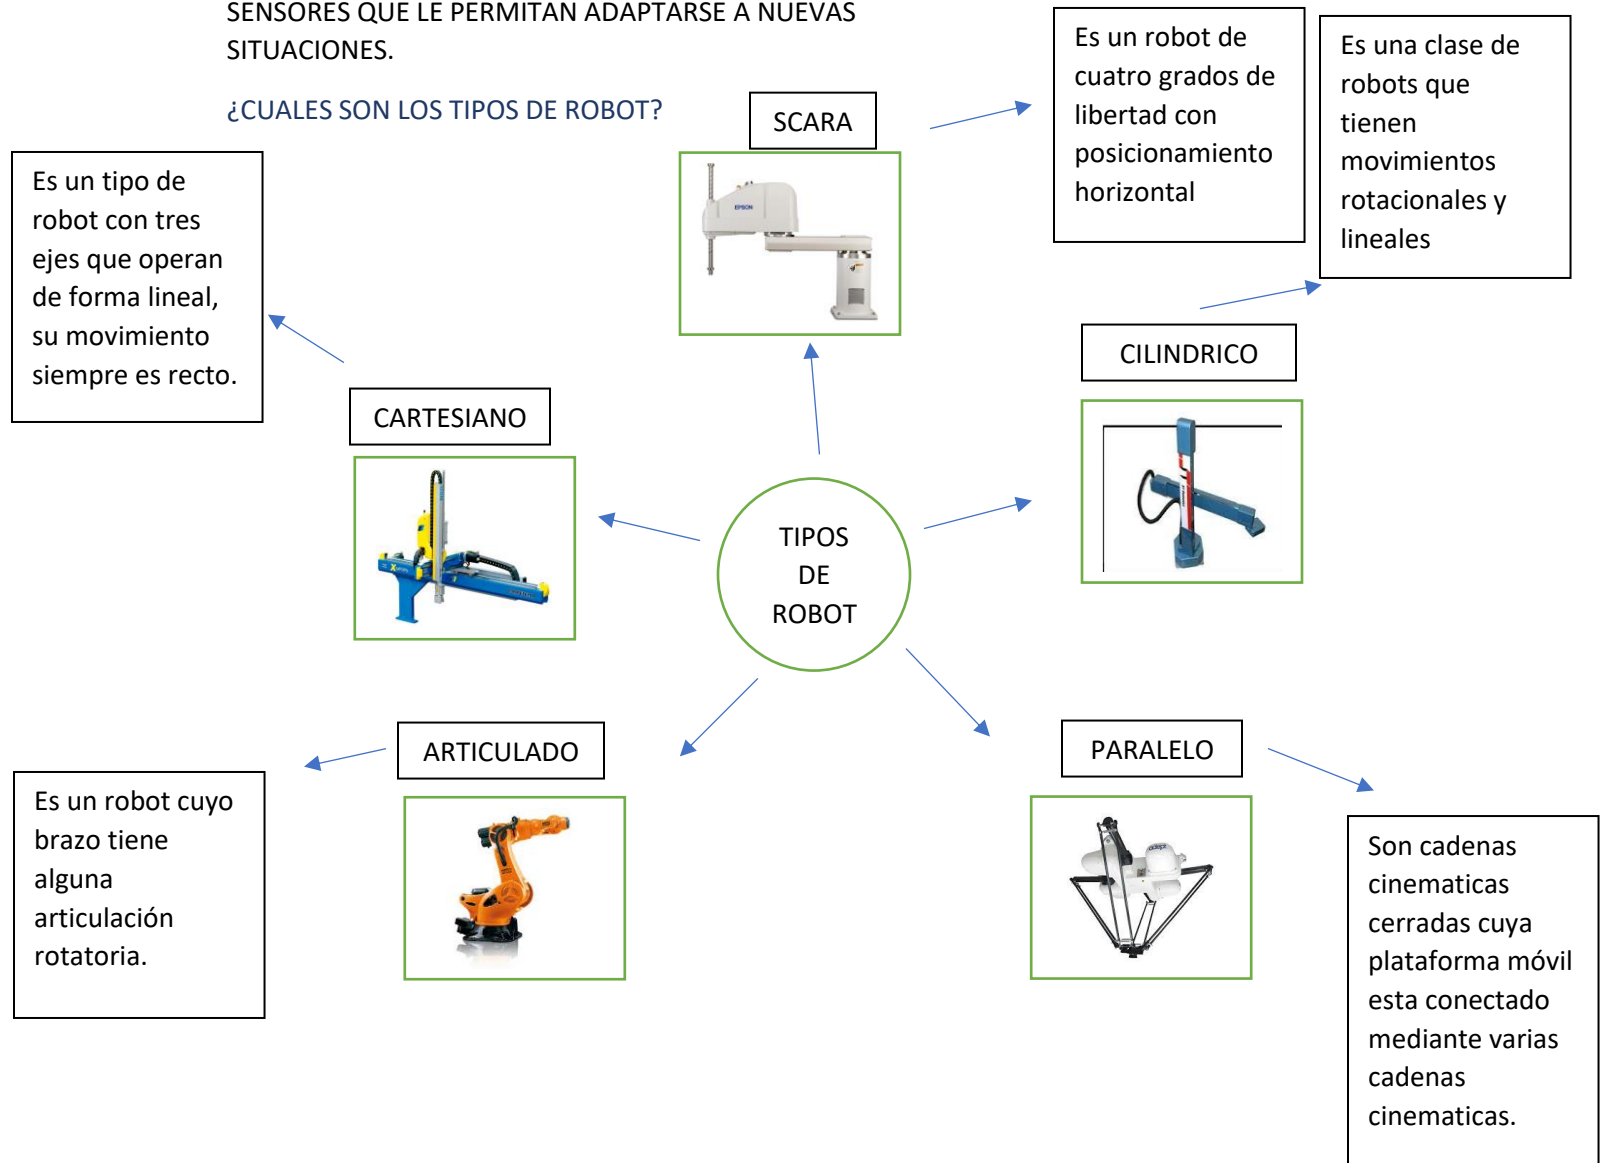 SENSORES QUE LE PERMITAN ADAPTARSE A NUEVAS
SITUACIONES.
¿CUALES SON LOS TIPOS DE ROBOT?
SCARA
EPSON
Es un robot de
cuatro grados de
libertad con
posicionamiento
horizontal
Es una clase de
robots que
tienen
movimientos
rotacionales y
lineales
Es un tipo de
robot con tres
ejes que operan
de forma lineal,
su movimiento
siempre es recto.
CARTESIANO
CILINDRICO
TIPOS
DE
ROBOT
ARTICULADO
Es un robot cuyo
brazo tiene
alguna
articulación
rotatoria.
PARALELO
adept
Son cadenas
cinematicas
cerradas cuya
plataforma móvil
esta conectado
mediante varias
cadenas
cinematicas.